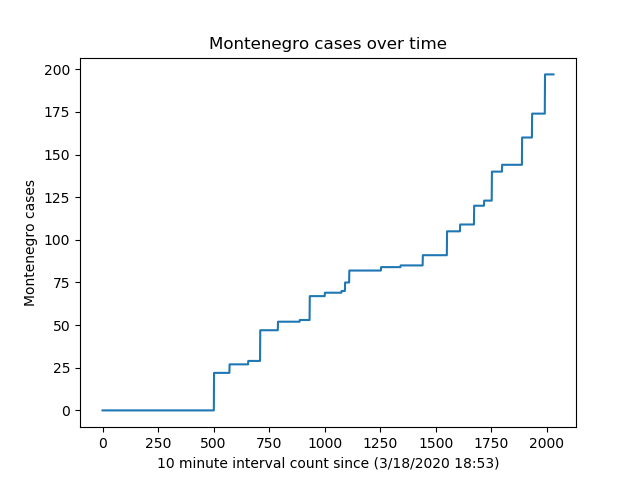 Montenegro cases over time
200
175
150
125
100
75
50
25
0
Montenegro cases
0 250 500 750 1000 1250 1500 1750 2000
10 minute interval count since (3/18/2020 18:53)